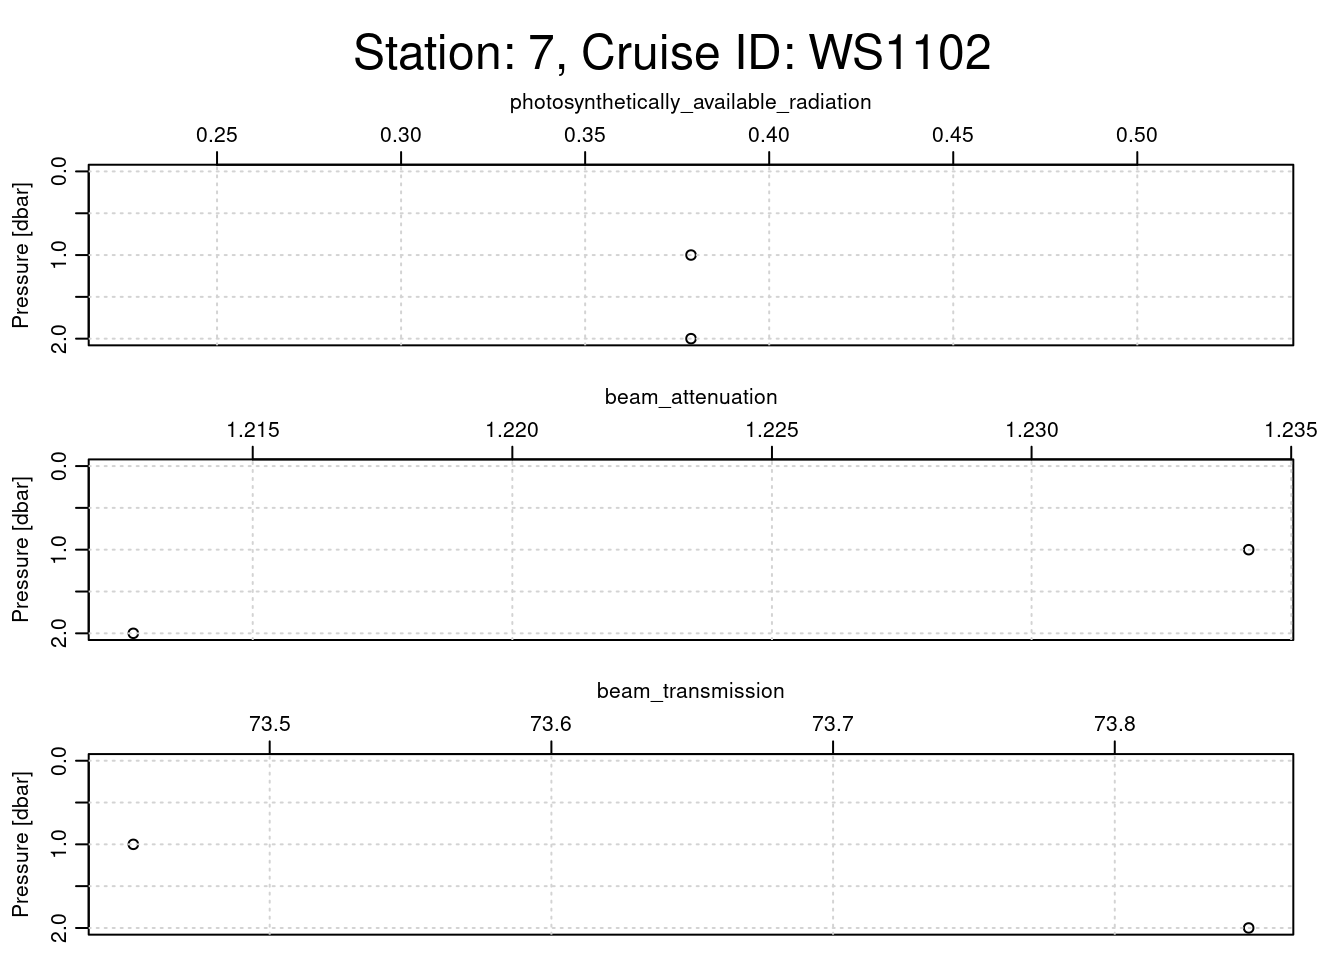 Station: 7, Cruise ID: WS1102
photosynthetically_available_radiation
0.25 0.30 0.35 0.40 0.45 0.50
Pressure [dbar]
0.0
1.0
2.0
beam_attenuation
1.215 1.220 1.225 1.230 1.235
Pressure [dbar]
0.0
1.0
2.0
beam_transmission
73.5 73.6 73.7 73.8
Pressure [dbar]
0.0
1.0
2.0